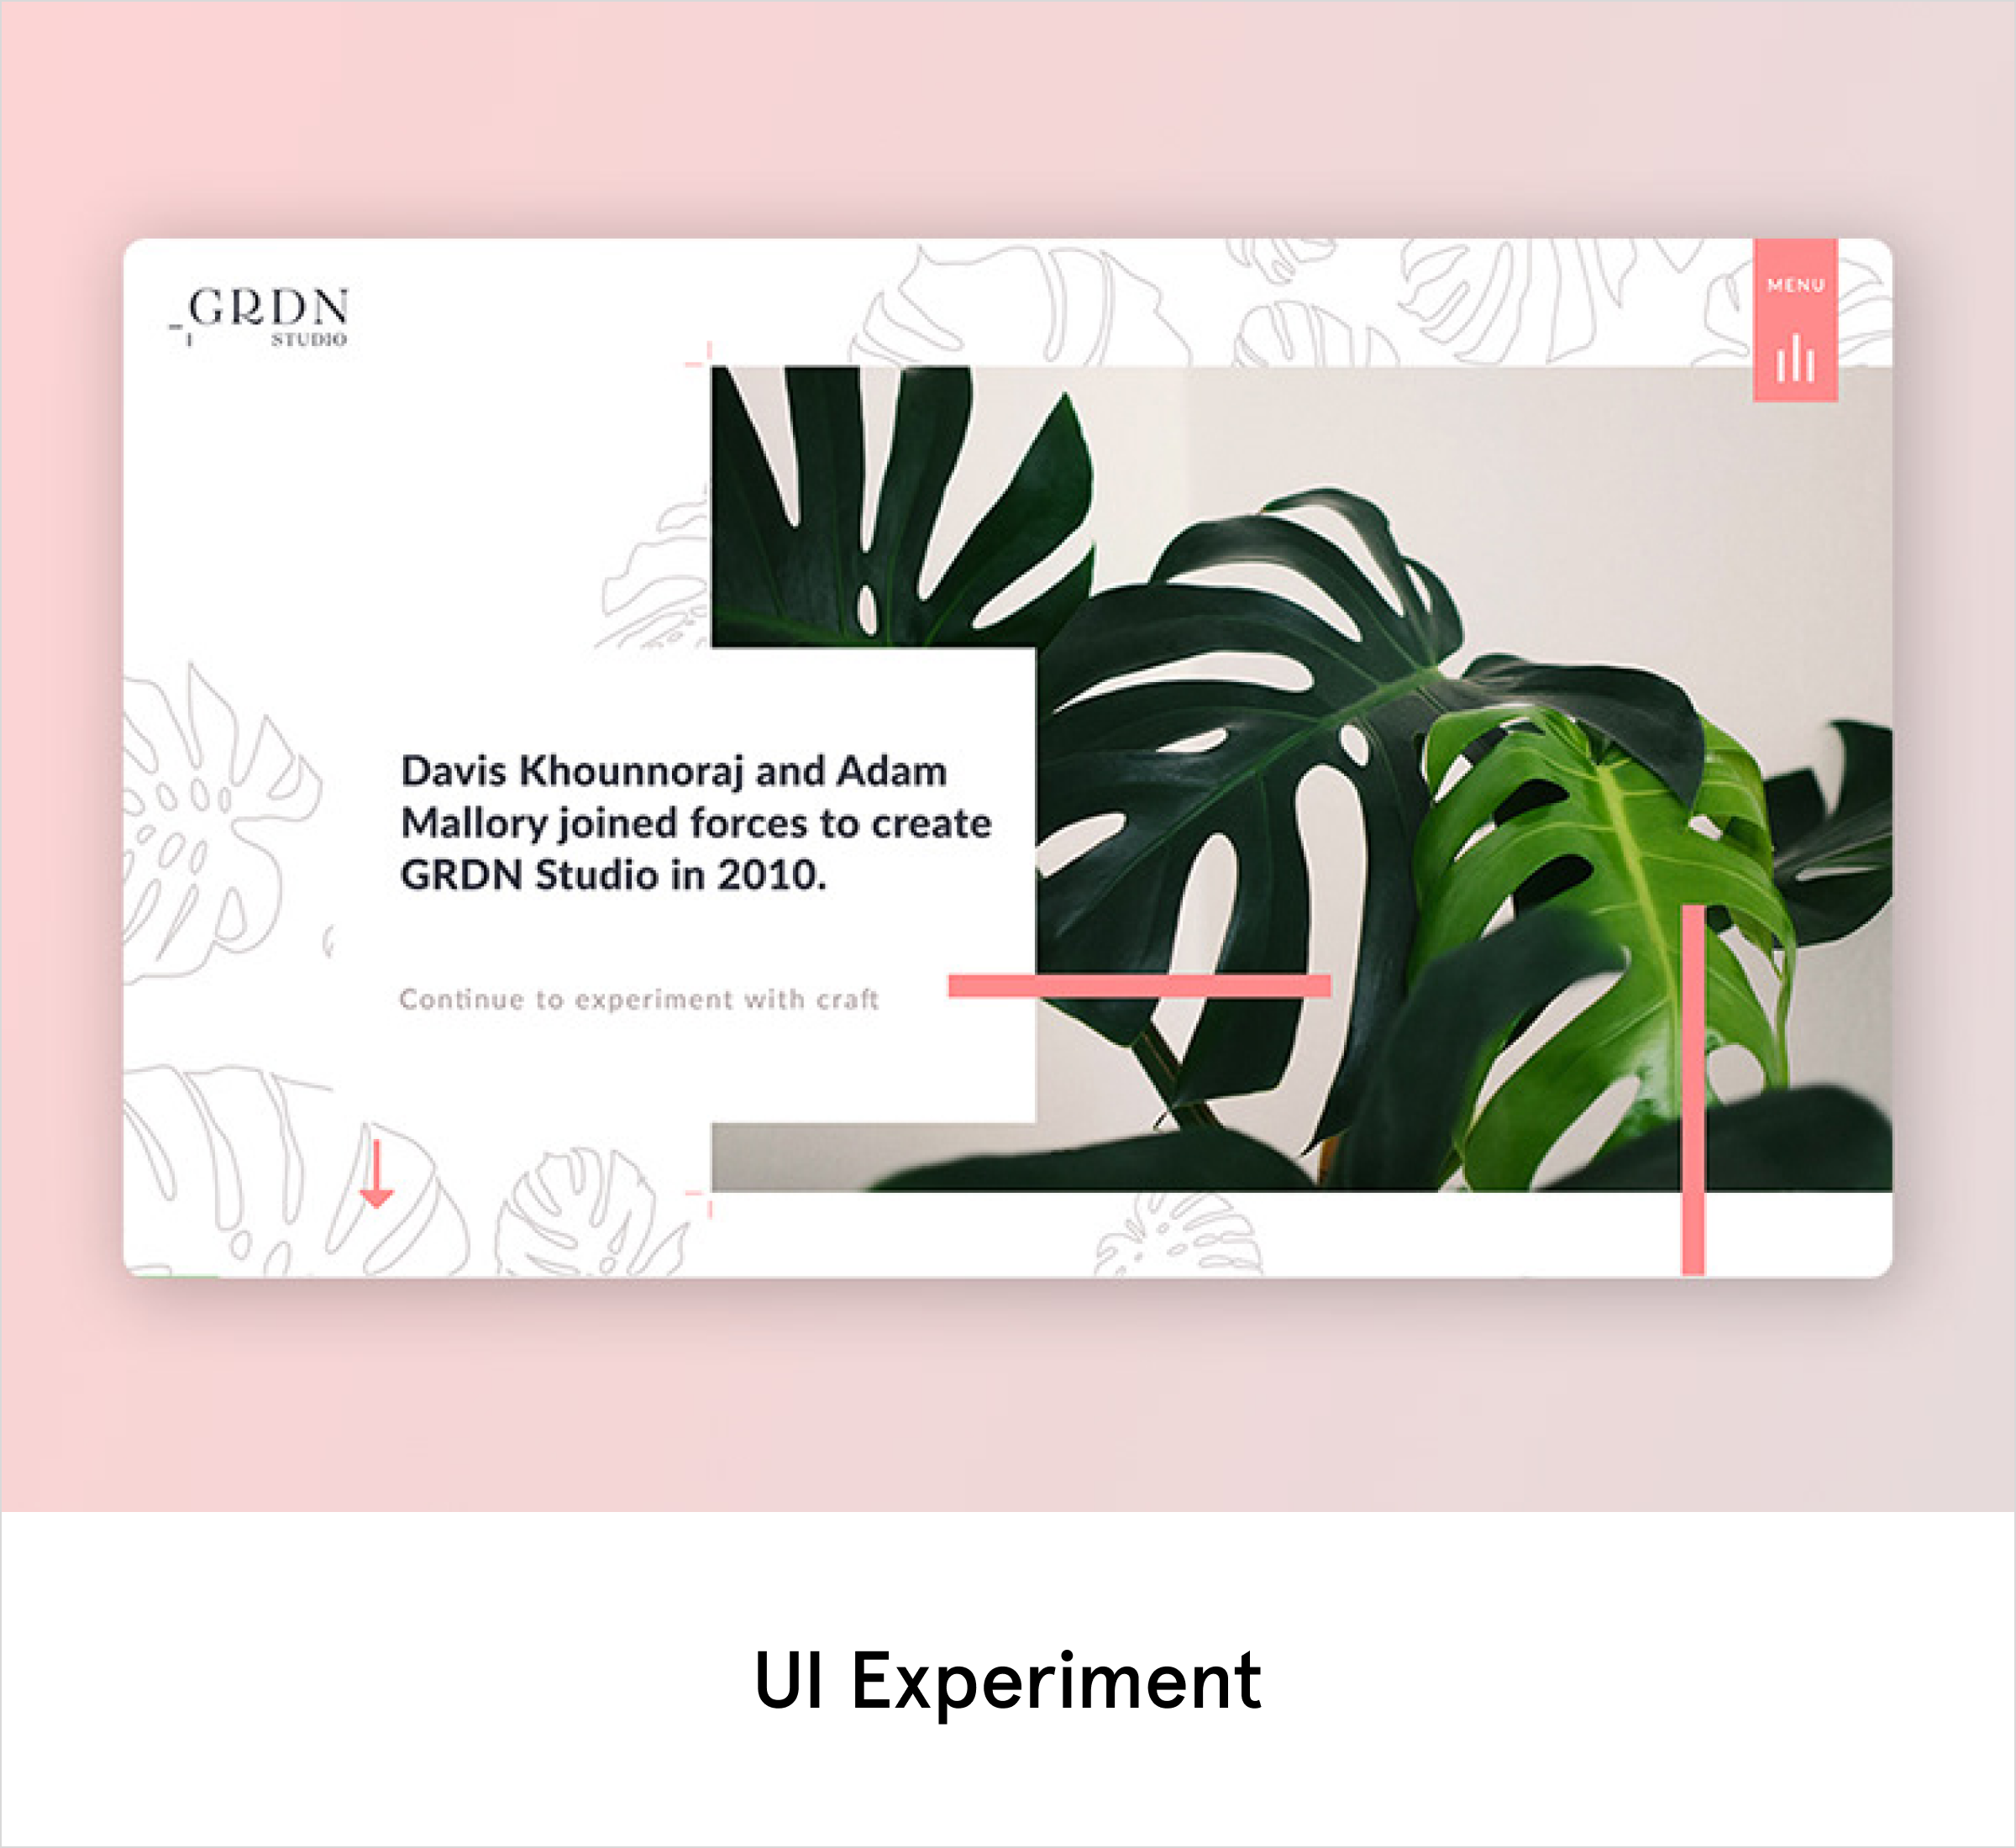 GRDN
STUDIO
MENU
Davis Khounnoraj and Adam
Mallory joined forces to create
GRDN Studio in 2010.
Continue to experiment with craft
UI Experiment